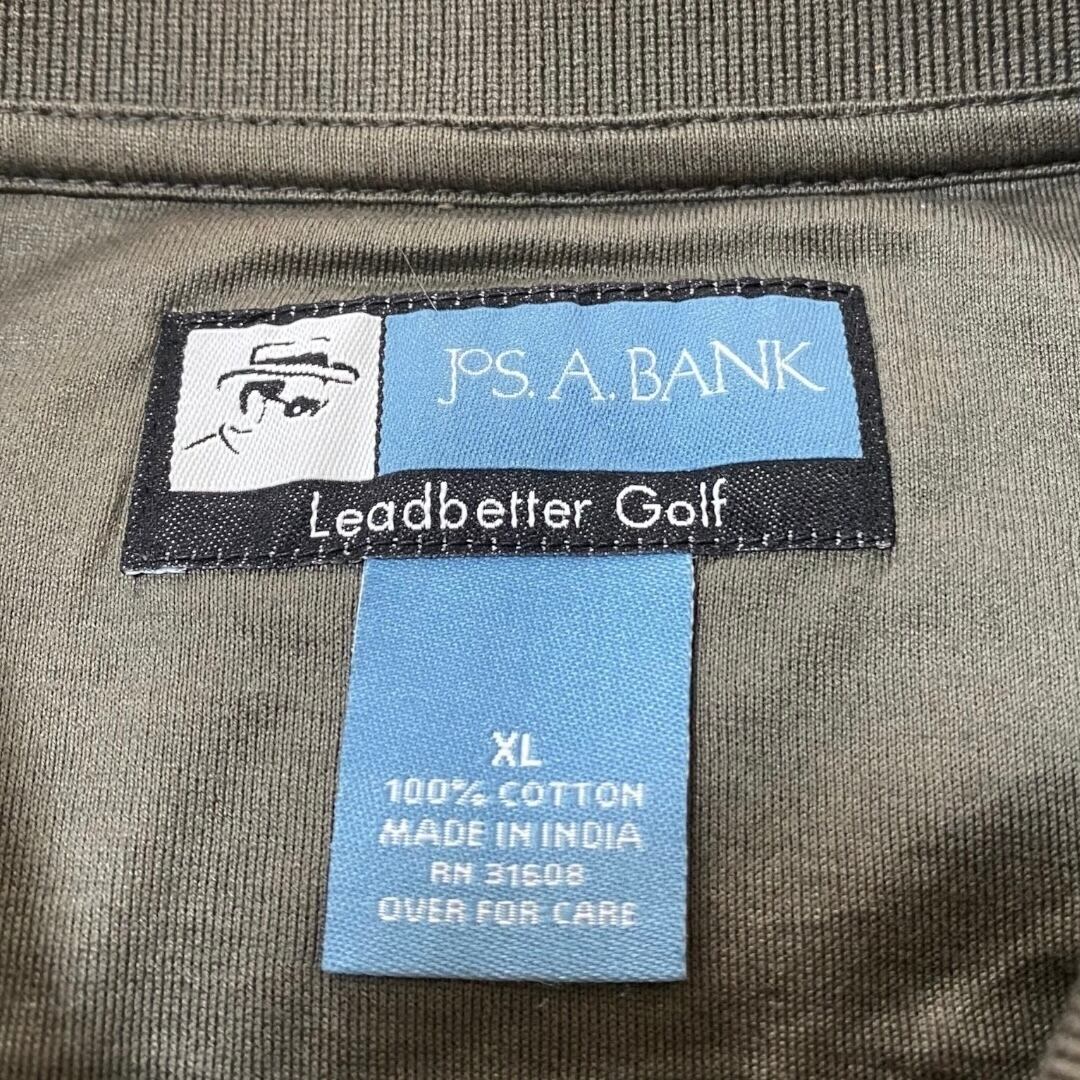 JOS. A. BANK
Leadbetter Golf
XL
100% COTTON
MADE IN INDIA
RN 31608
OVER FOR CARE